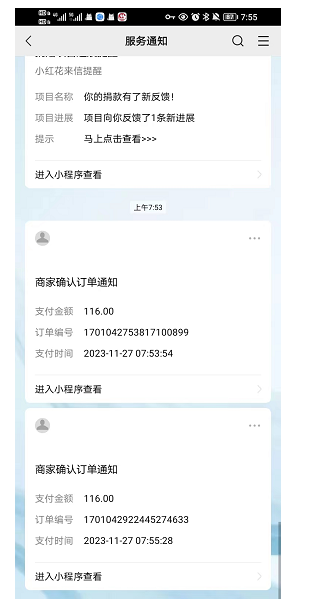 7:55
服务通知
小红花来信提醒
项目名称 你的捐款有了新反馈！
项目进展 项目向你反馈了1条新进展
提示 马上点击查看>>>
进入小程序查看
上午7:53
商家确认订单通知
支付金额 116.00
订单编号 1701042753817100899
支付时间 2023-11-27 07:53:54
进入小程序查看
商家确认订单通知
支付金额 116.00
订单编号 1701042922445274633
支付时间 2023-11-27 07:55:28
进入小程序查看